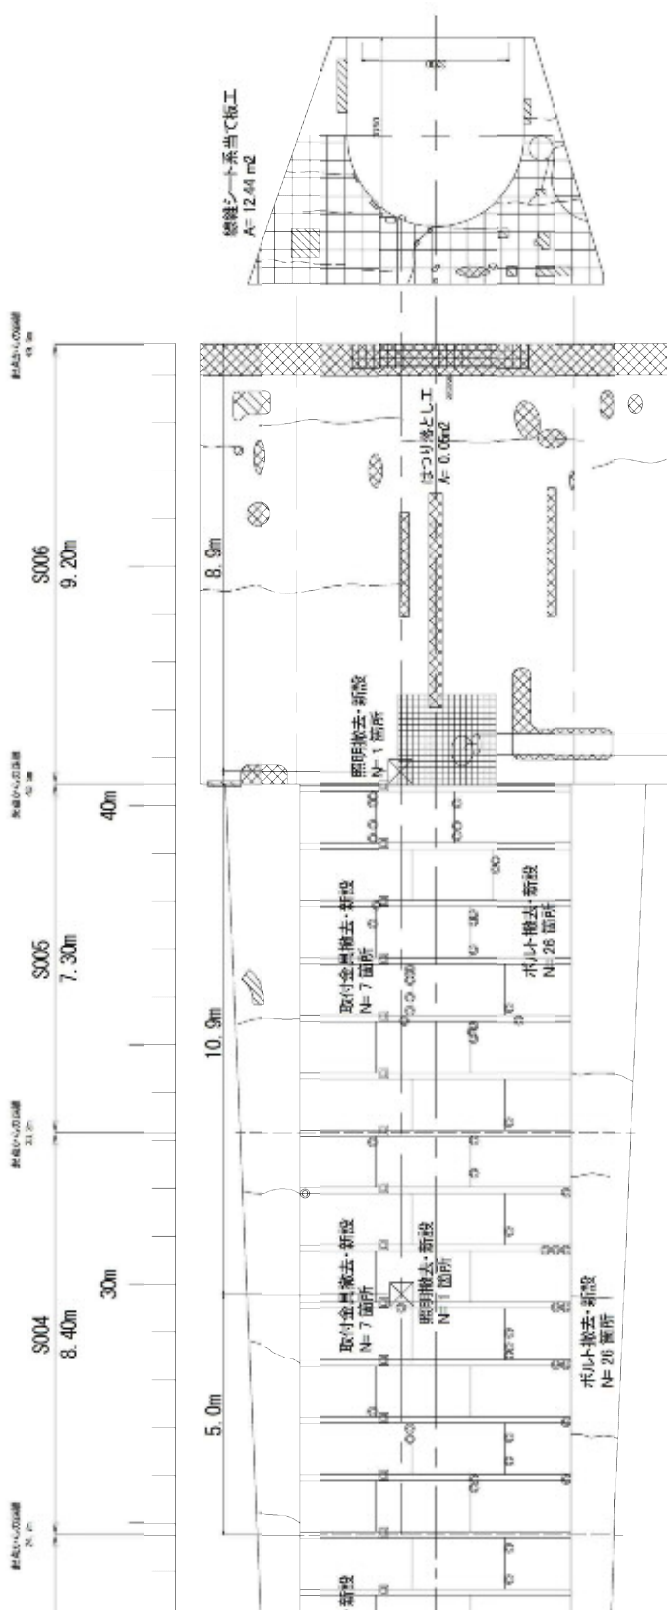 繊維シート系当て板工
A= 12.44 m2
はつり落とし工
A= 0.06m2
S006
9.20m
8.9m
照明撤去・新設
N= 1 箇所
40m
S005
7.30m
10.9m
取付金具撤去・新設
N= 7 箇所
ボルト撤去・新設
N= 26 箇所
30m
S004
8.40m
5.0m
取付金具撤去・新設
N= 7 箇所
照明撤去・新設
N= 1 箇所
ボルト撤去・新設
N= 26 箇所
新設